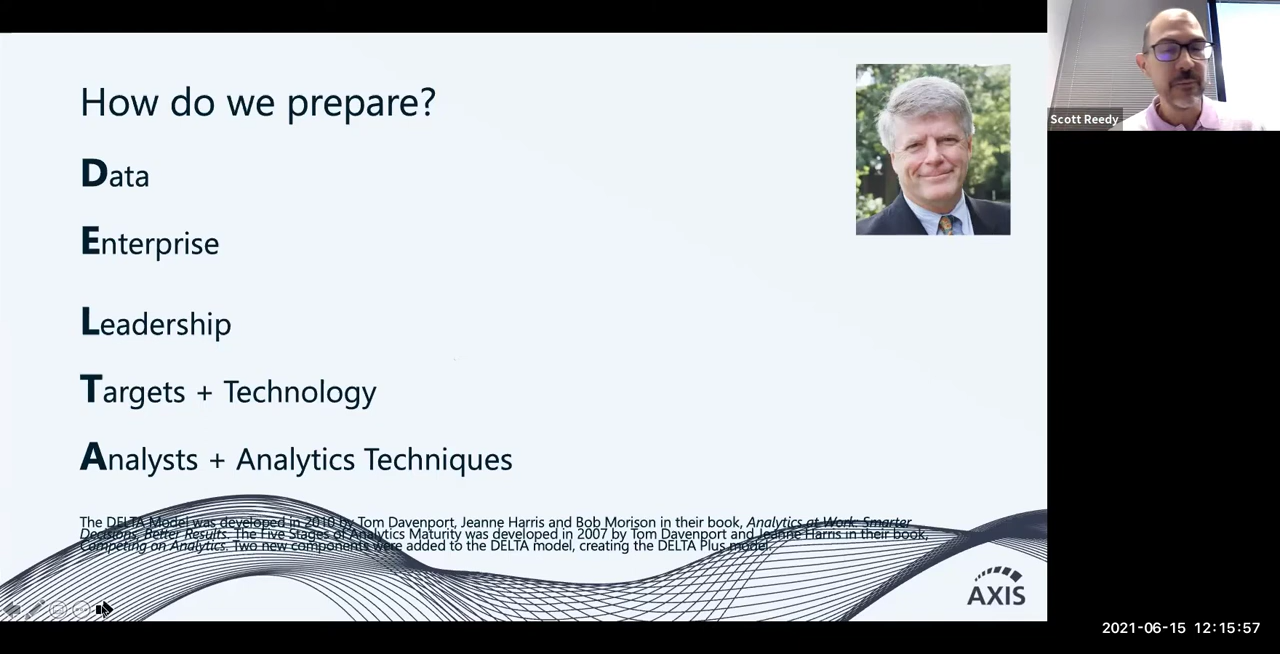 How do we prepare?
Data
Enterprise
Leadership
Targets + Technology
Analysts + Analytics Techniques
The DELTA Model was developed in 2010 by Tom Davenport, Jeanne Harris and Bob Morison in their book, Analytics at Work: Smarter
Decisions, Better Results. The Five Stages of Analytics Maturity was developed in 2007 by Tom Davenport and Jeanne Harris in their book,
Competing on Analytics. Two new components were added to the DELTA model, creating the DELTA Plus model.
AXIS
Scott Reedy
2021-06-15 12:15:57